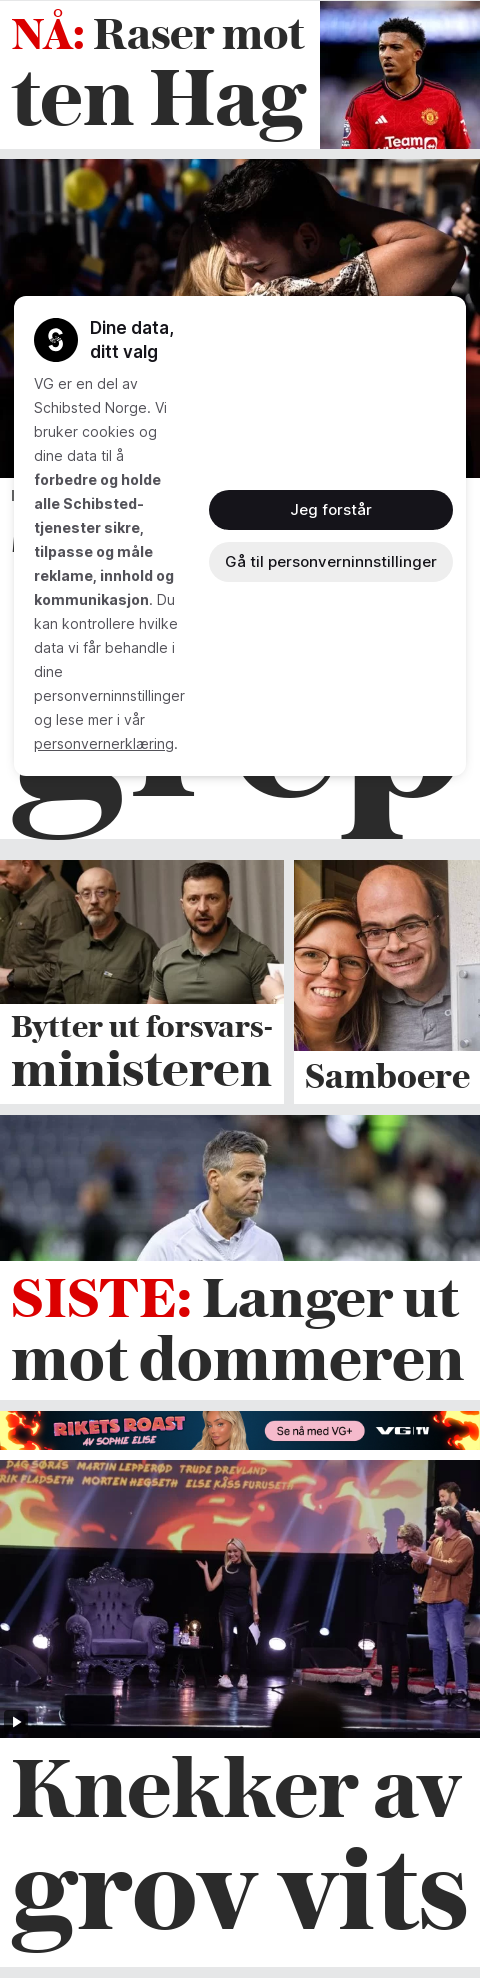 NÅ: Raser mot
ten Hag
Dine data,
ditt valg
VG er en del av
Schibsted Norge. Vi
bruker cookies og
dine data til å
forbedre og holde
alle Schibsted-
tjenester sikre,
tilpasse og måle
reklame, innhold og
kommunikasjon. Du
kan kontrollere hvilke
data vi får behandle i
dine
personverninnstillinger
og lese mer i vår
personvernerklæring.
Jeg forstår
Gå til personverninnstillinger
grep
Bytter ut forsvars-
ministeren
Samboere
SISTE: Langer ut
mot dommeren
RIKETS ROAST
AV SOPHIE ELISE
Se nå med VG+
VG TV
DAG SØRÅS MARTIN LEPPERØD TRUDE DREVLAND
RIK FLADSETH MORTEN HEGSETH ELSE KÅSS FURUSETH
Knekker av
grov vits